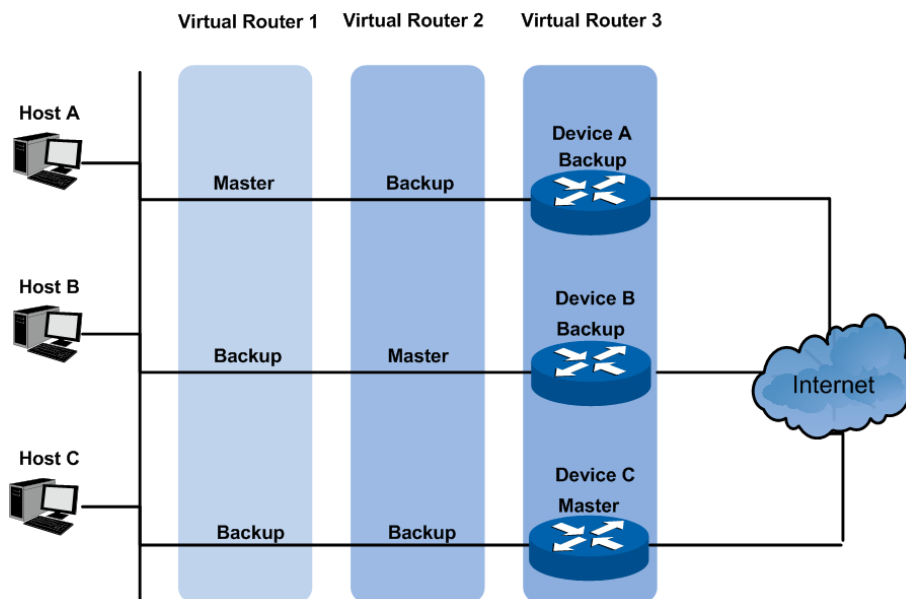 Virtual Router 1 Virtual Router 2 Virtual Router 3
Host A
Device A
Backup
Master Backup
Host B
Device B
Backup
Backup Master
Internet
Host C
Device C
Master
Backup Backup